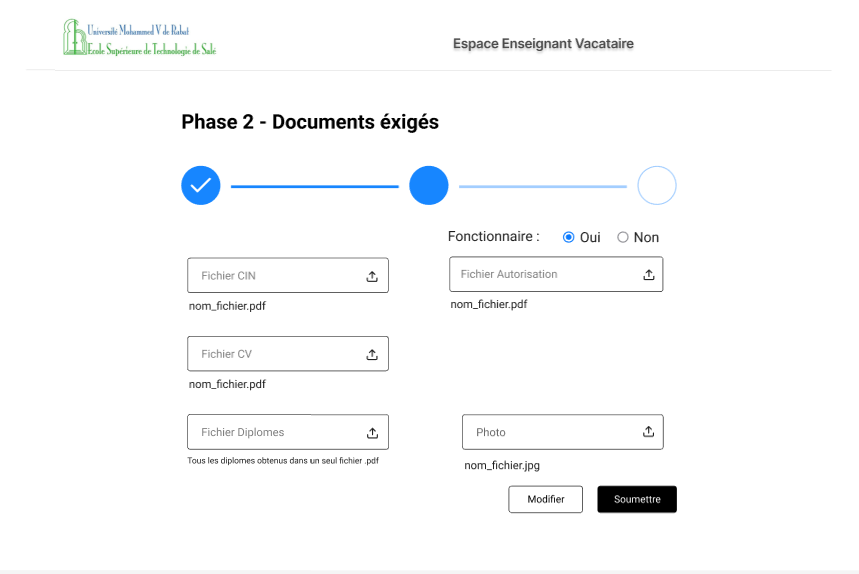 Université Mohammed V de Rabat
Ecole Supérieure de Technologie de Salé
Espace Enseignant Vacataire
Phase 2 - Documents éxigés
Fonctionnaire : Oui Non
Fichier CIN
Fichier Autorisation
nom_fichier.pdf
nom_fichier.pdf
Fichier CV
nom_fichier.pdf
Fichier Diplomes
Photo
Tous les diplomes obtenus dans un seul fichier .pdf
nom_fichier.jpg
Modifier
Soumettre